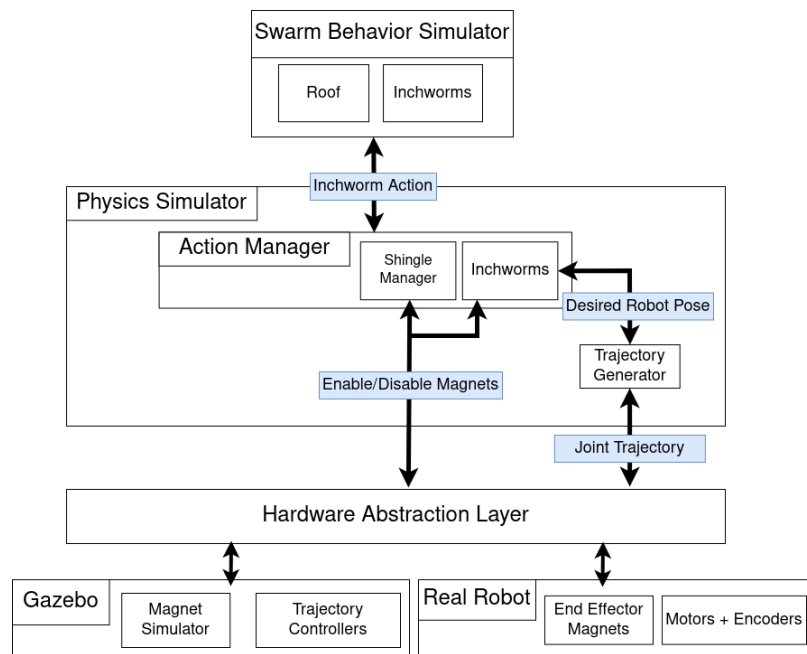 Swarm Behavior Simulator
Roof
Inchworms
Inchworm Action
Physics Simulator
Action Manager
Shingle
Manager
Inchworms
Desired Robot Pose
Trajectory
Generator
Enable/Disable Magnets
Joint Trajectory
Hardware Abstraction Layer
Gazebo
Magnet
Simulator
Trajectory
Controllers
Real Robot
End Effector
Magnets
Motors + Encoders